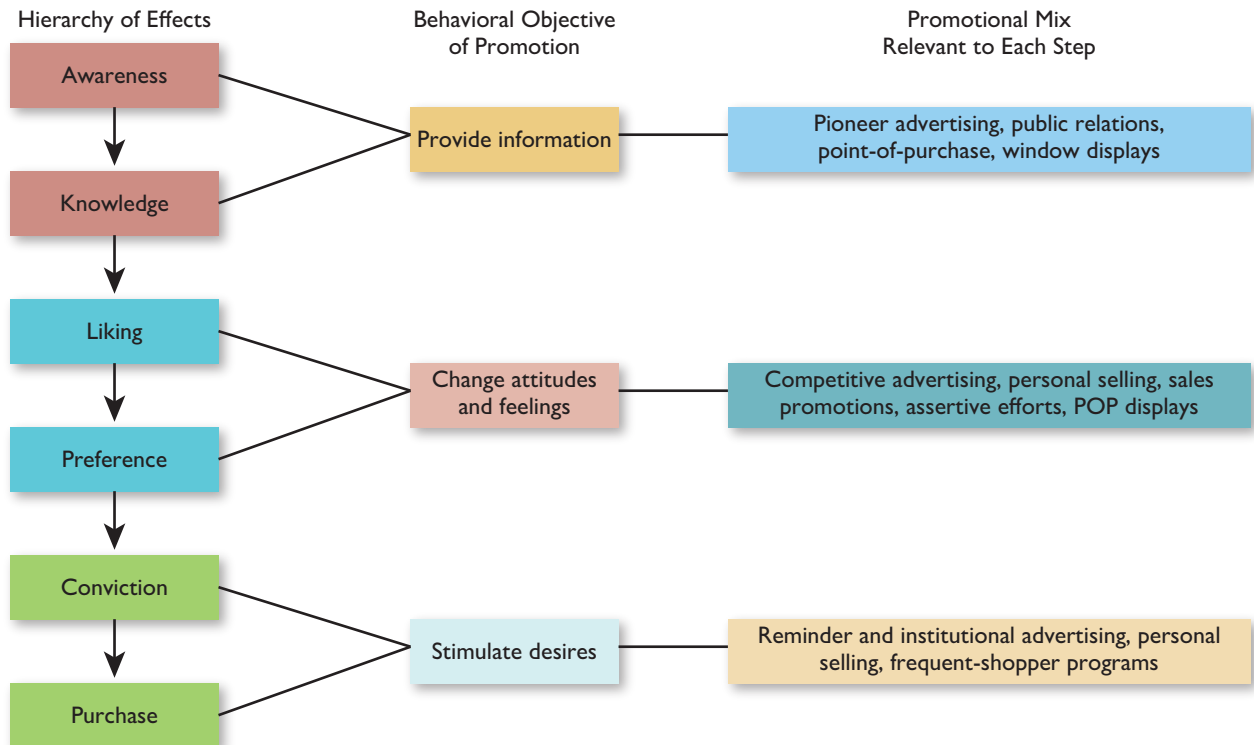 Hierarchy of Effects
Behavioral Objective
of Promotion
Promotional Mix
Relevant to Each Step
Awareness
Provide information
Pioneer advertising, public relations,
point-of-purchase, window displays
Knowledge
Liking
Change attitudes
and feelings
Competitive advertising, personal selling, sales
promotions, assertive efforts, POP displays
Preference
Conviction
Stimulate desires
Reminder and institutional advertising, personal
selling, frequent-shopper programs
Purchase